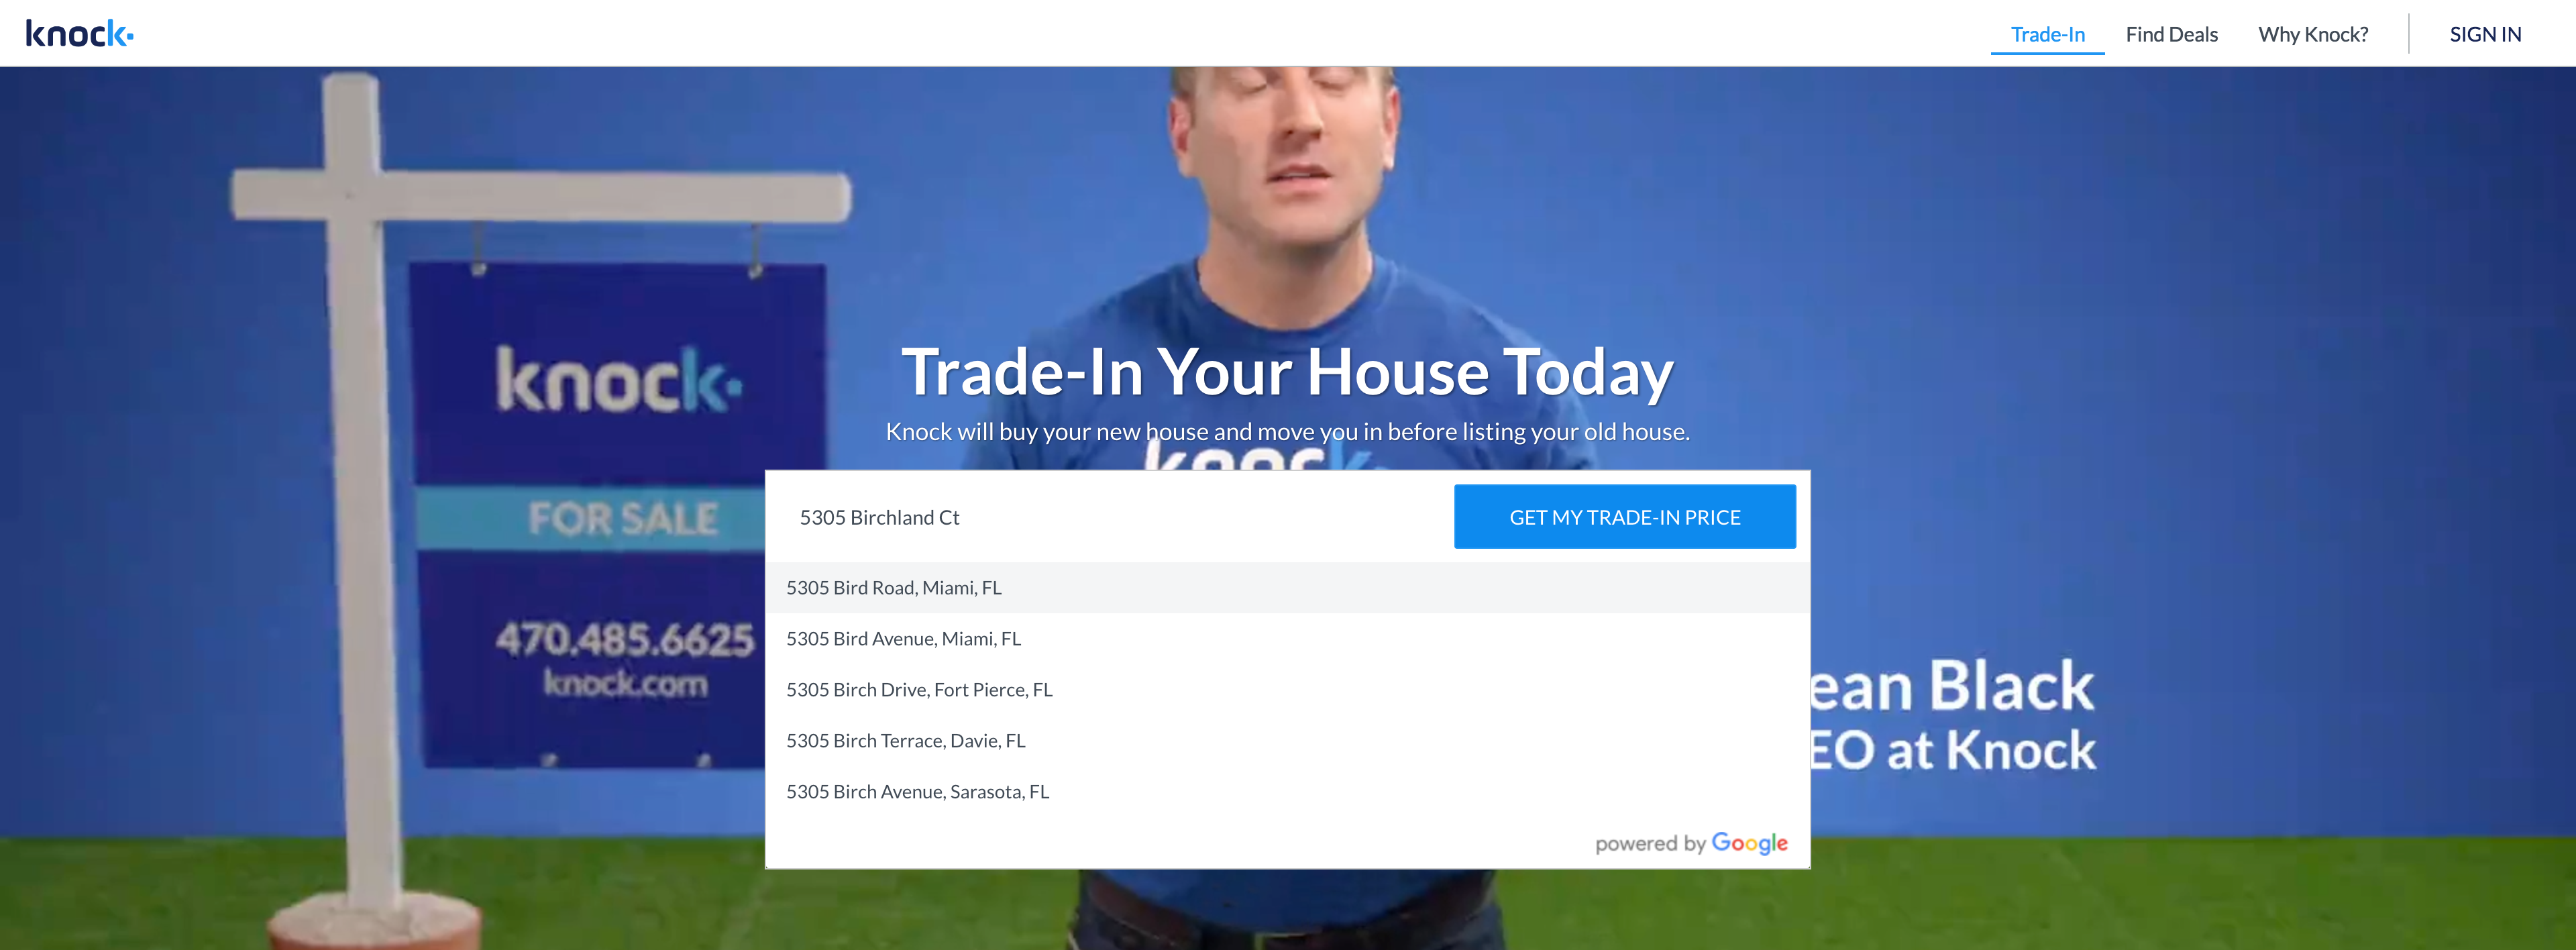 knock
Trade-In
Find Deals
Why Knock?
SIGN IN
knock
FOR SALE
470.485.6625
knock.com
Trade-In Your House Today
Knock will buy your new house and move you in before listing your old house.
knock
5305 Birchland Ct
GET MY TRADE-IN PRICE
5305 Bird Road, Miami, FL
5305 Bird Avenue, Miami, FL
5305 Birch Drive, Fort Pierce, FL
5305 Birch Terrace, Davie, FL
5305 Birch Avenue, Sarasota, FL
powered by Google
ean Black
EO at Knock